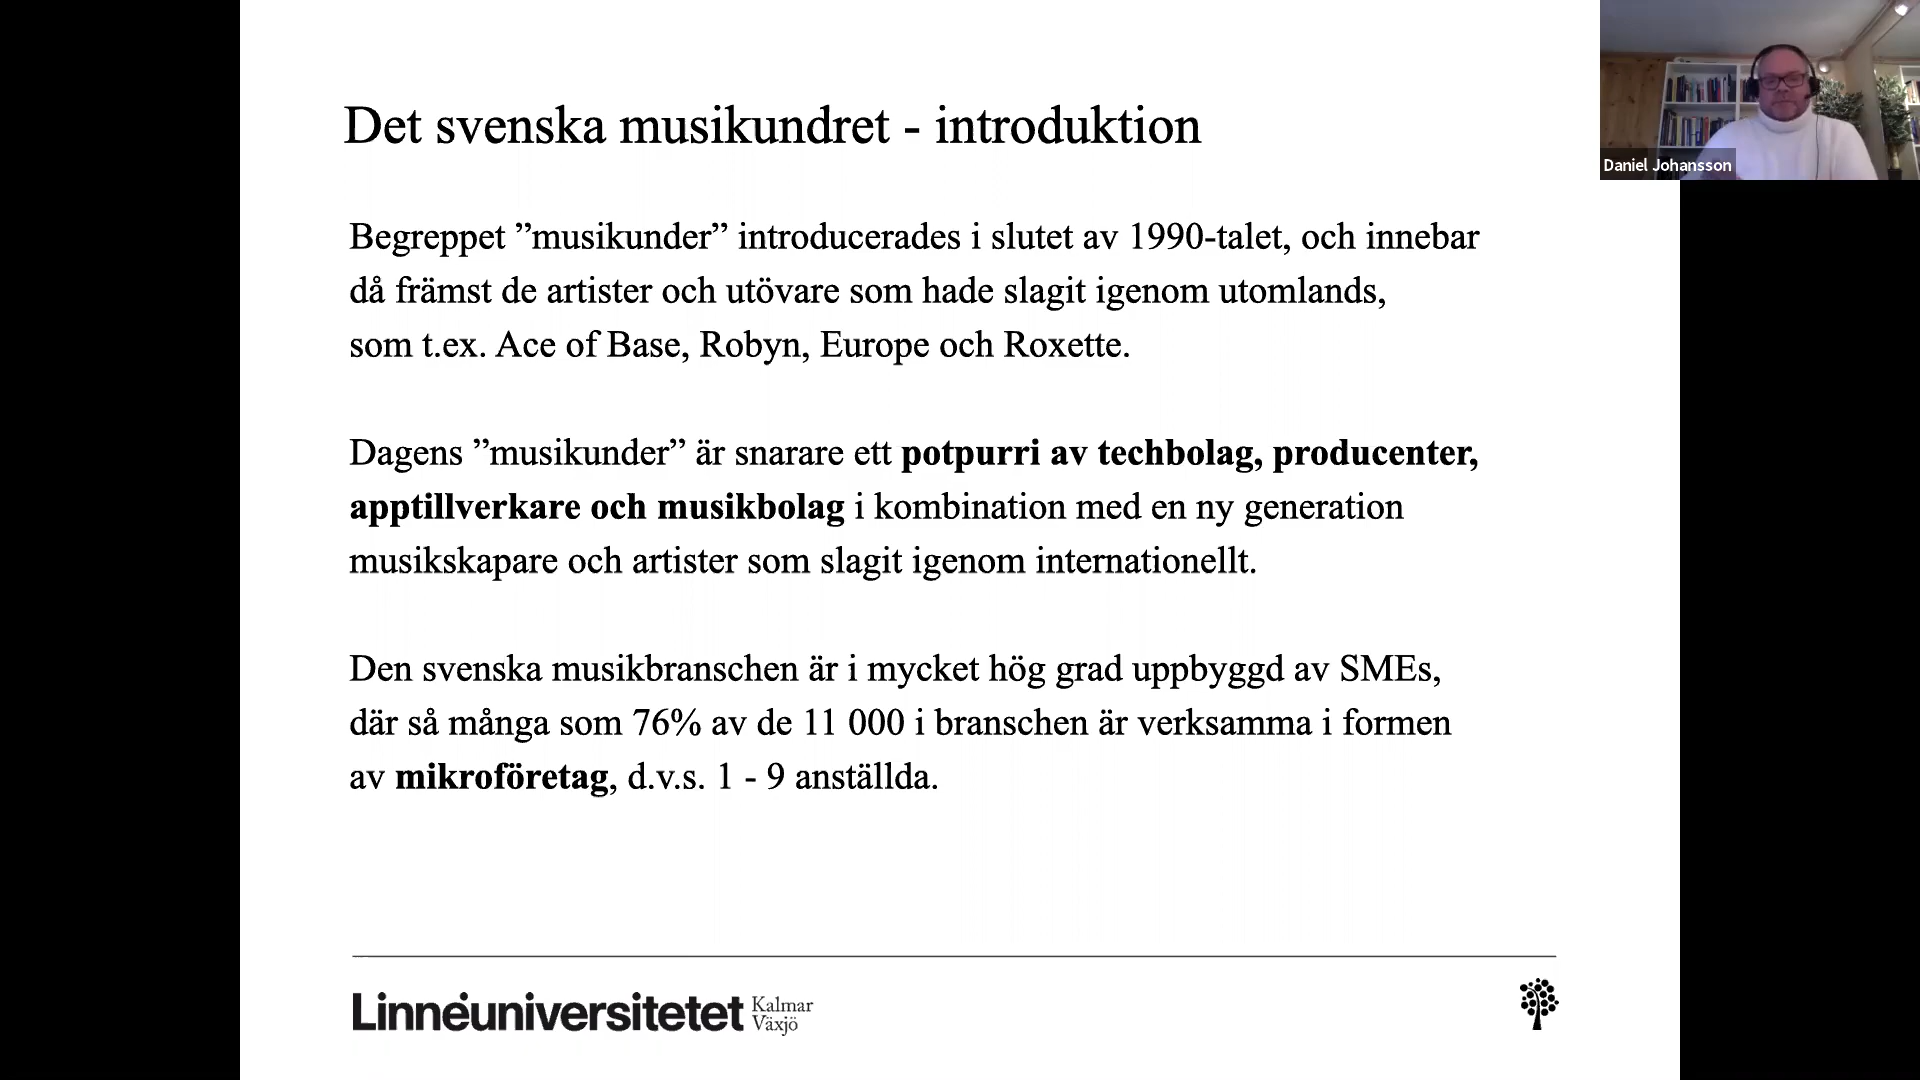 Det svenska musikundret - introduktion
Daniel Johansson
Begreppet ”musikunder” introducerades i slutet av 1990-talet, och innebar
då främst de artister och utövare som hade slagit igenom utomlands,
som t.ex. Ace of Base, Robyn, Europe och Roxette.
Dagens ”musikunder” är snarare ett potpurri av techbolag, producenter,
apptillverkare och musikbolag i kombination med en ny generation
musikskapare och artister som slagit igenom internationellt.
Den svenska musikbranschen är i mycket hög grad uppbyggd av SMEs,
där så många som 76% av de 11 000 i branschen är verksamma i formen
av mikroföretag, d.v.s. 1 - 9 anställda.
Linnéuniversitetet
Kalmar
Växjö